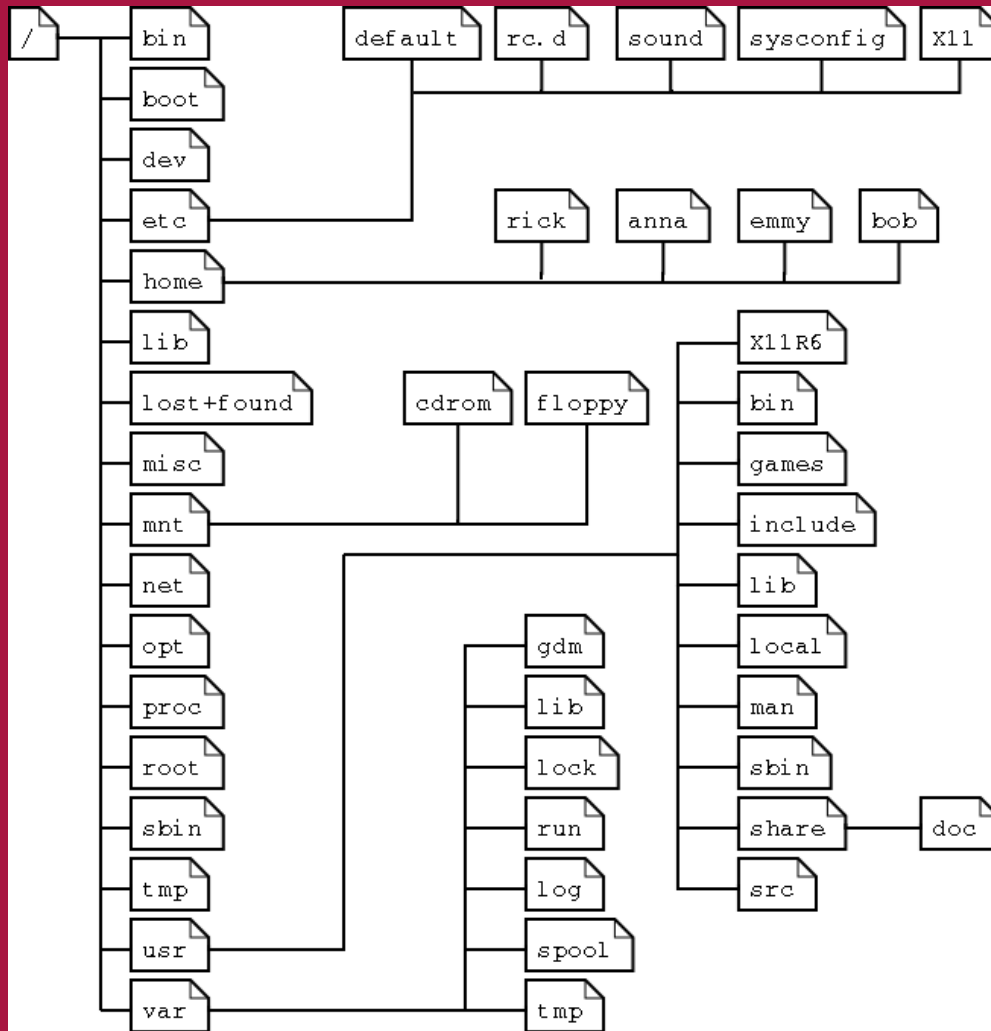 / bin default rc.d sound sysconfig X11
boot
dev
etc rick anna emmy bob
home
lib X11R6
lost+found cdrom floppy bin
misc games
mnt include
net lib
opt gdm local
proc lib man
root lock sbin
sbin run share doc
tmp log src
usr spool
var tmp